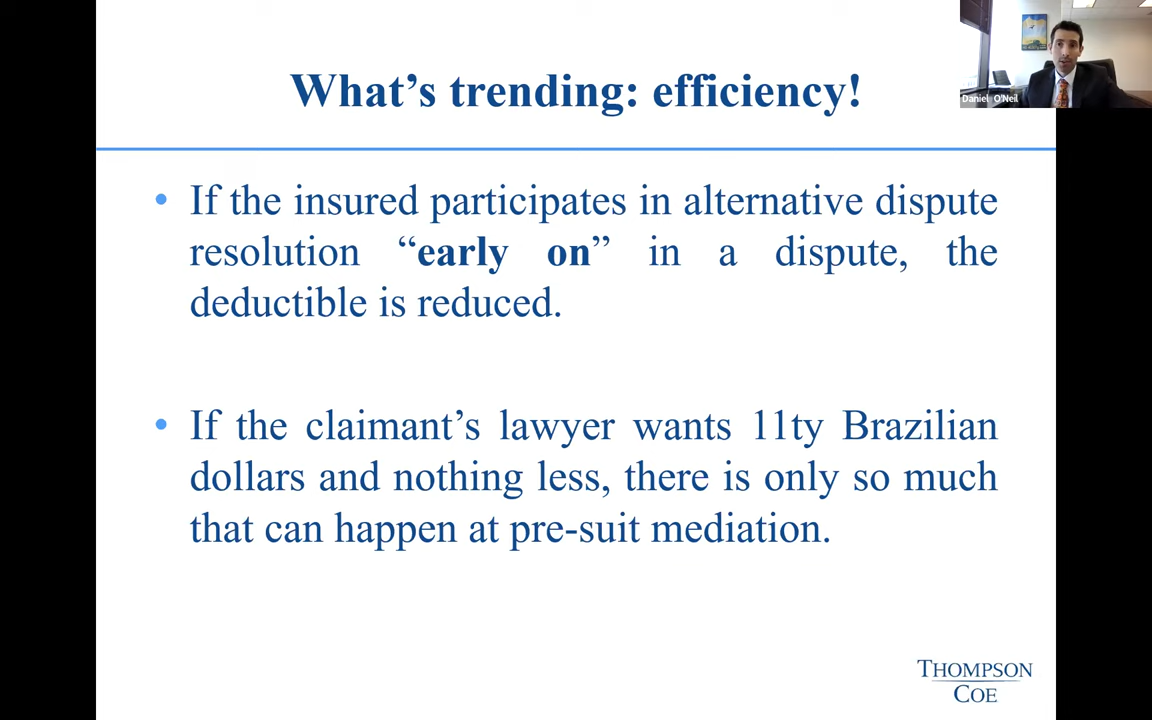 What’s trending: efficiency!
Daniel O'Neil
• If the insured participates in alternative dispute
resolution “early on” in a dispute, the
deductible is reduced.
• If the claimant’s lawyer wants 11ty Brazilian
dollars and nothing less, there is only so much
that can happen at pre-suit mediation.
THOMPSON
COE